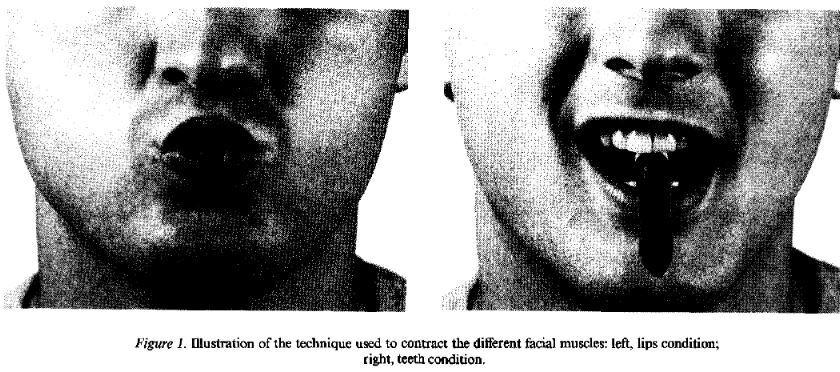 Figure 1. Illustration of the technique used to contract the different facial muscles: left, lips condition;
right, teeth condition.